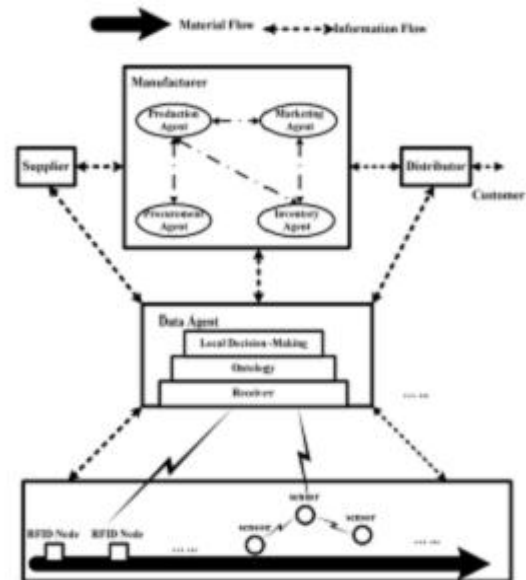 Material Flow
Information Flow
Manufacturer
Production
Agent
Marketing
Agent
Supplier
Distributor
Customer
Procurement
Agent
Inventory
Agent
Data Agent
Local Decision-Making
Ontology
Receiver
... ...
sensor
RFID Node
RFID Node
sensor
sensor
... ...
... ...